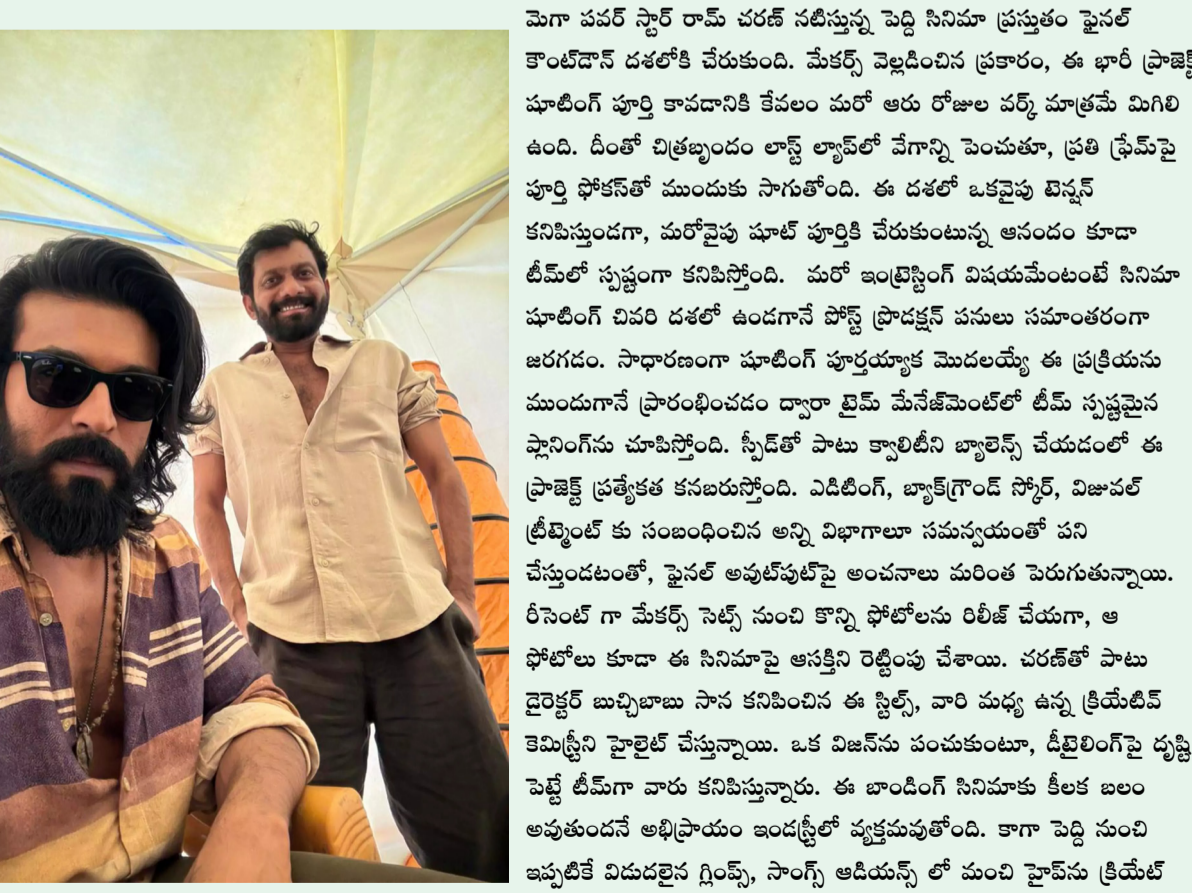 మెగా పవర్ స్టార్ రామ్ చరణ్ నటిస్తున్న పెద్ది సినిమా ప్రస్తుతం ఫైనల్
కౌంట్‌డౌన్ దశలోకి చేరుకుంది. మేకర్స్ వెల్లడించిన ప్రకారం, ఈ భారీ ప్రాజెక్ట్
షూటింగ్ పూర్తి కావడానికి కేవలం మరో ఆరు రోజుల వర్క్ మాత్రమే మిగిలి
ఉంది. దీంతో చిత్రబృందం లాస్ట్ ల్యాప్‌లో వేగాన్ని పెంచుతూ, ప్రతి ఫ్రేమ్‌పై
పూర్తి ఫోకస్‌తో ముందుకు సాగుతోంది. ఈ దశలో ఒకవైపు టెన్షన్
కనిపిస్తుండగా, మరోవైపు షూట్ పూర్తికి చేరుకుంటున్న ఆనందం కూడా
టీమ్‌లో స్పష్టంగా కనిపిస్తోంది. మరో ఇంట్రెస్టింగ్ విషయమేంటంటే సినిమా
షూటింగ్ చివరి దశలో ఉండగానే పోస్ట్ ప్రొడక్షన్ పనులు సమాంతరంగా
జరగడం. సాధారణంగా షూటింగ్ పూర్తయ్యాక మొదలయ్యే ఈ ప్రక్రియను
ముందుగానే ప్రారంభించడం ద్వారా టైమ్ మేనేజ్‌మెంట్‌లో టీమ్ స్పష్టమైన
ప్లానింగ్‌ను చూపిస్తోంది. స్పీడ్‌తో పాటు క్వాలిటీని బ్యాలెన్స్ చేయడంలో ఈ
ప్రాజెక్ట్ ప్రత్యేకత కనబరుస్తోంది. ఎడిటింగ్, బ్యాక్‌గ్రౌండ్ స్కోర్, విజువల్
ట్రీట్మెంట్ కు సంబంధించిన అన్ని విభాగాలూ సమన్వయంతో పని
చేస్తుండటంతో, ఫైనల్ అవుట్‌పుట్‌పై అంచనాలు మరింత పెరుగుతున్నాయి.
రీసెంట్ గా మేకర్స్ సెట్స్ నుంచి కొన్ని ఫోటోలను రిలీజ్ చేయగా, ఆ
ఫోటోలు కూడా ఈ సినిమాపై ఆసక్తిని రెట్టింపు చేశాయి. చరణ్‌తో పాటు
డైరెక్టర్ బుచ్చిబాబు సాన కనిపించిన ఈ స్టిల్స్, వారి మధ్య ఉన్న క్రియేటివ్
కెమిస్ట్రీని హైలైట్ చేస్తున్నాయి. ఒక విజన్‌ను పంచుకుంటూ, డీటైలింగ్‌పై దృష్టి
పెట్టే టీమ్‌గా వారు కనిపిస్తున్నారు. ఈ బాండింగ్ సినిమాకు కీలక బలం
అవుతుందనే అభిప్రాయం ఇండస్ట్రీలో వ్యక్తమవుతోంది. కాగా పెద్ది నుంచి
ఇప్పటికే విడుదలైన గ్లింప్స్, సాంగ్స్ ఆడియన్స్ లో మంచి హైప్‌ను క్రియేట్